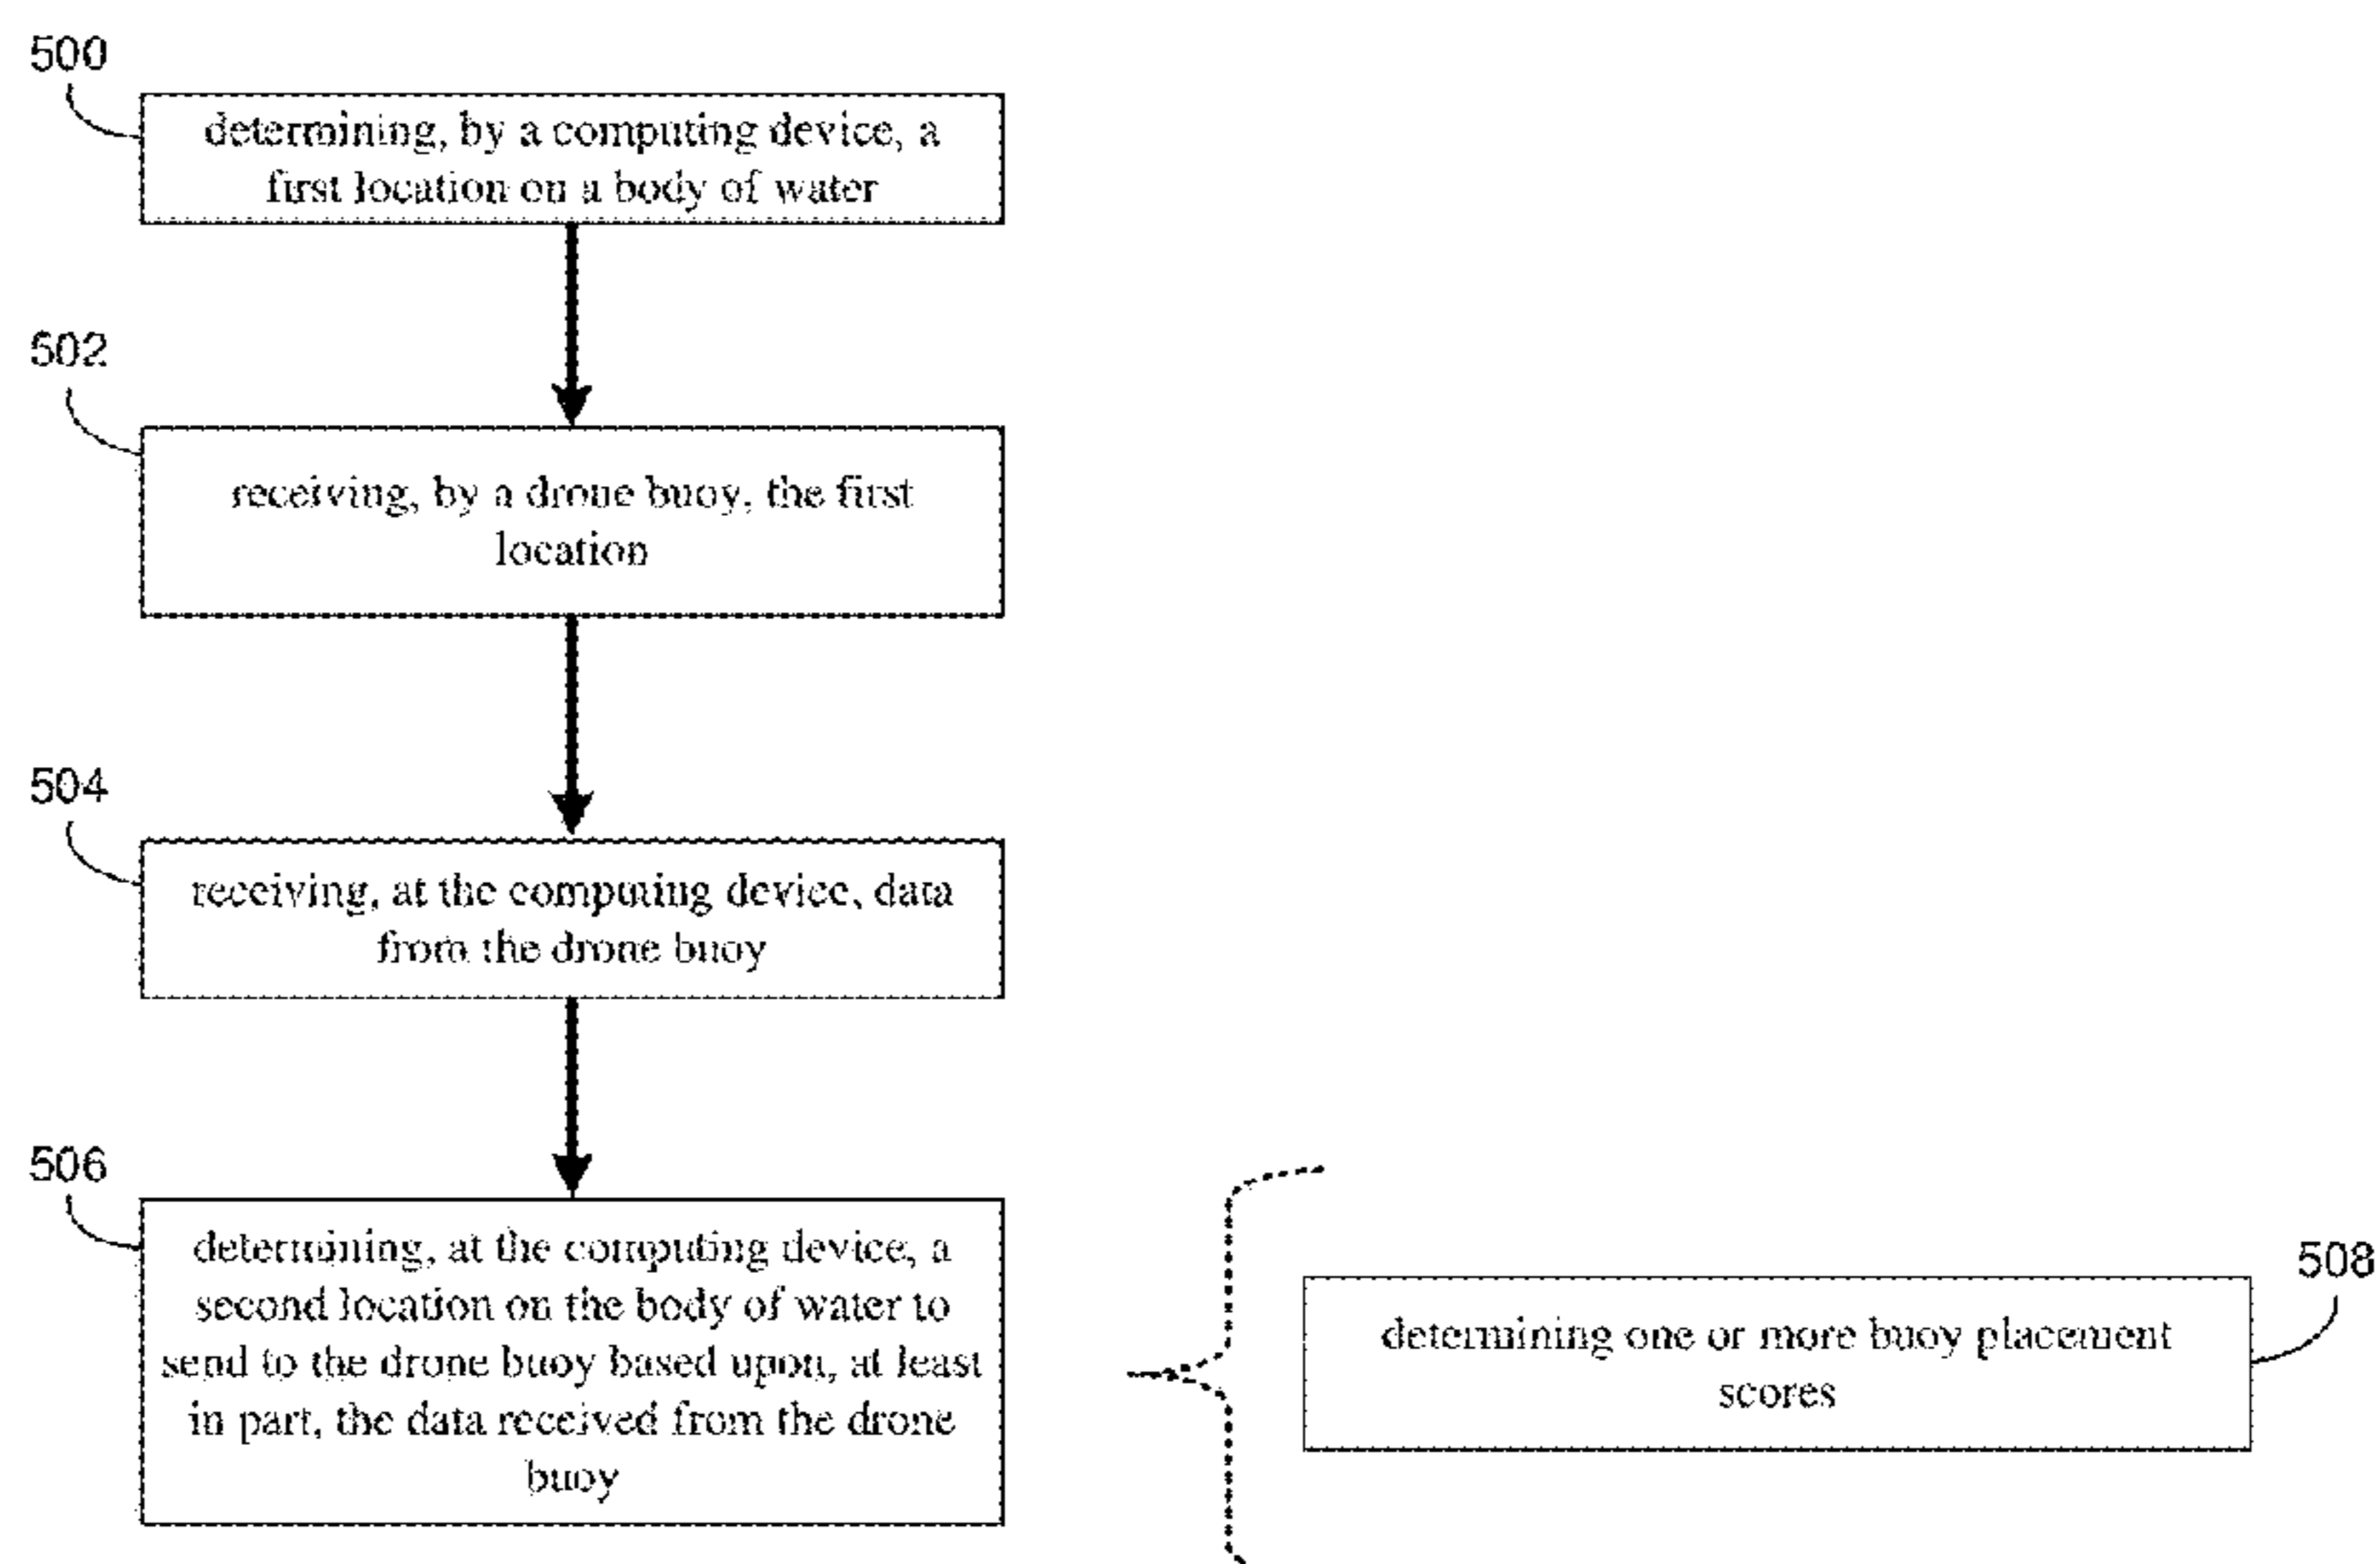 500
determining, by a computing device, a
first location on a body of water
502
receiving, by a drone buoy, the first
location
504
receiving, at the computing device, data
from the drone buoy
506
determining, at the computing device, a
second location on the body of water to
send to the drone buoy based upon, at least
in part, the data received from the drone
buoy
508
determining one or more buoy placement
scores